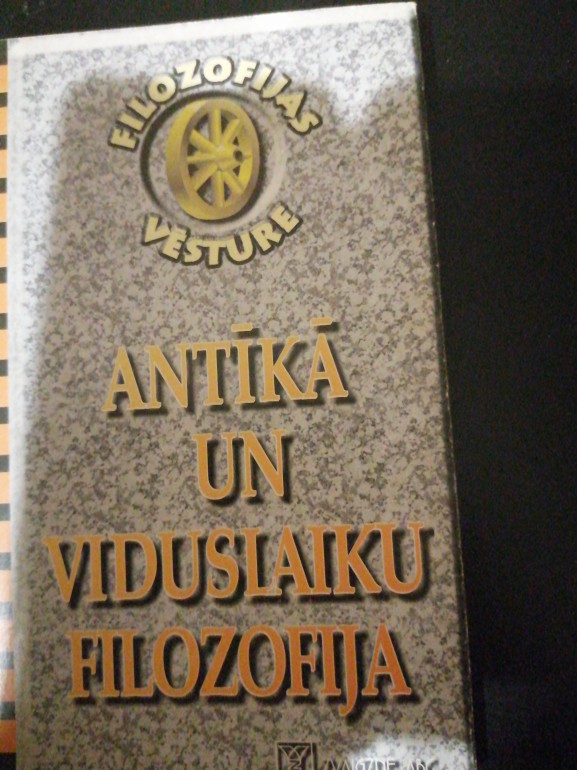 FILOZOFIJAS
VĒSTURE
ANTĪKĀ
UN
VIDUSLAIKU
FILOZOFIJA